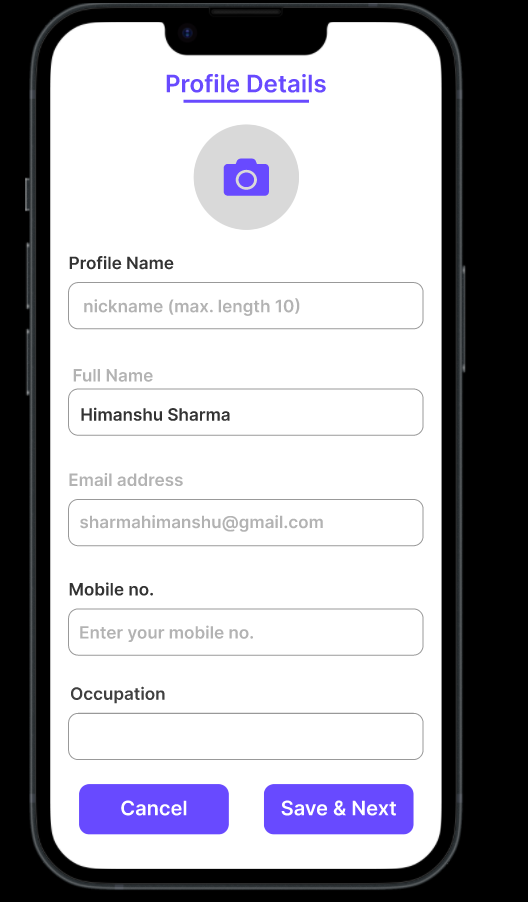 Profile Details
Profile Name
nickname (max. length 10)
Full Name
Himanshu Sharma
Email address
sharmahimanshu@gmail.com
Mobile no.
Enter your mobile no.
Occupation
Cancel
Save & Next